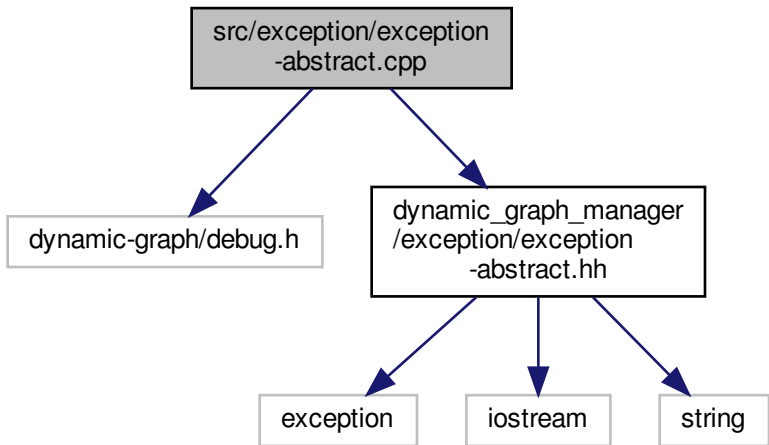 src/exception/exception
-abstract.cpp
dynamic-graph/debug.h
dynamic_graph_manager
/exception/exception
-abstract.hh
exception
iostream
string